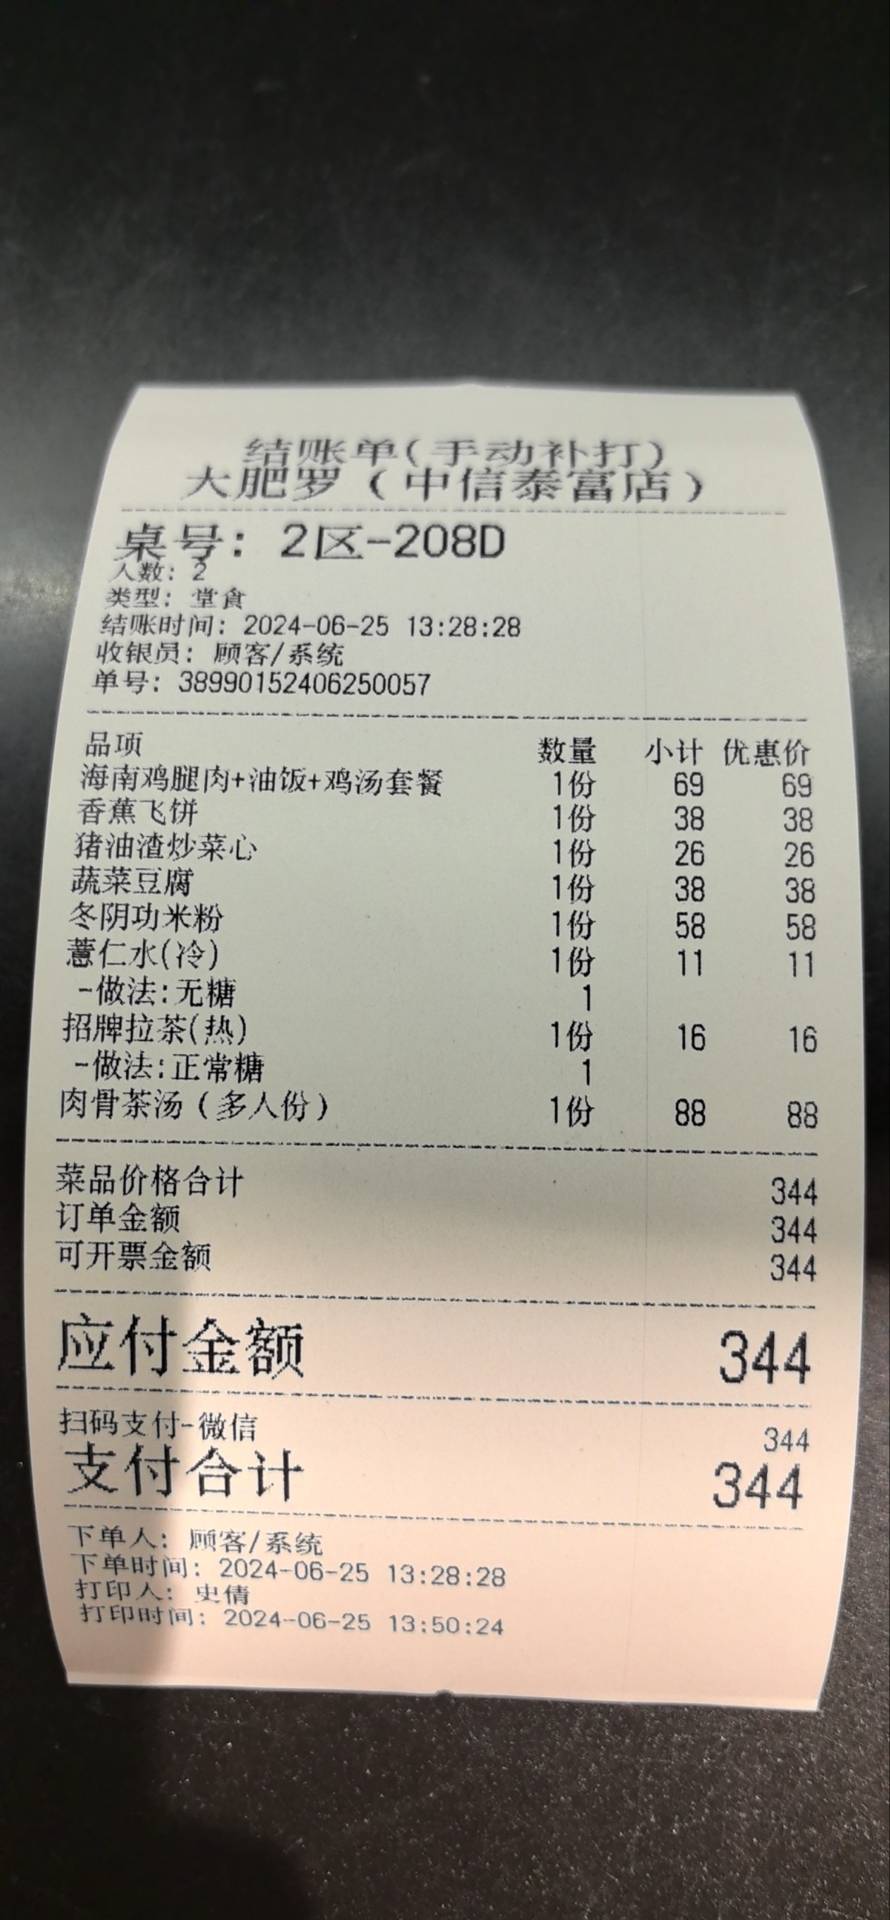 结账单(手动补打)
大肥罗(中信泰富店)
桌号: 2区-208D
人数: 2
类型: 堂食
结账时间: 2024-06-25 13:28:28
收银员: 顾客/系统
单号: 38990152406250057
品项 数量 小计 优惠价
海南鸡腿肉+油饭+鸡汤套餐 1份 69 69
香蕉飞饼 1份 38 38
猪油渣炒菜心 1份 26 26
蔬菜豆腐 1份 38 38
冬阴功米粉 1份 58 58
薏仁水(冷) 1份 11 11
-做法:无糖 1
招牌拉茶(热) 1份 16 16
-做法:正常糖 1
肉骨茶汤(多人份) 1份 88 88
菜品价格合计 344
订单金额 344
可开票金额 344
应付金额 344
扫码支付-微信 344
支付合计 344
下单人: 顾客/系统
下单时间: 2024-06-25 13:28:28
打印人: 史倩
打印时间: 2024-06-25 13:50:24